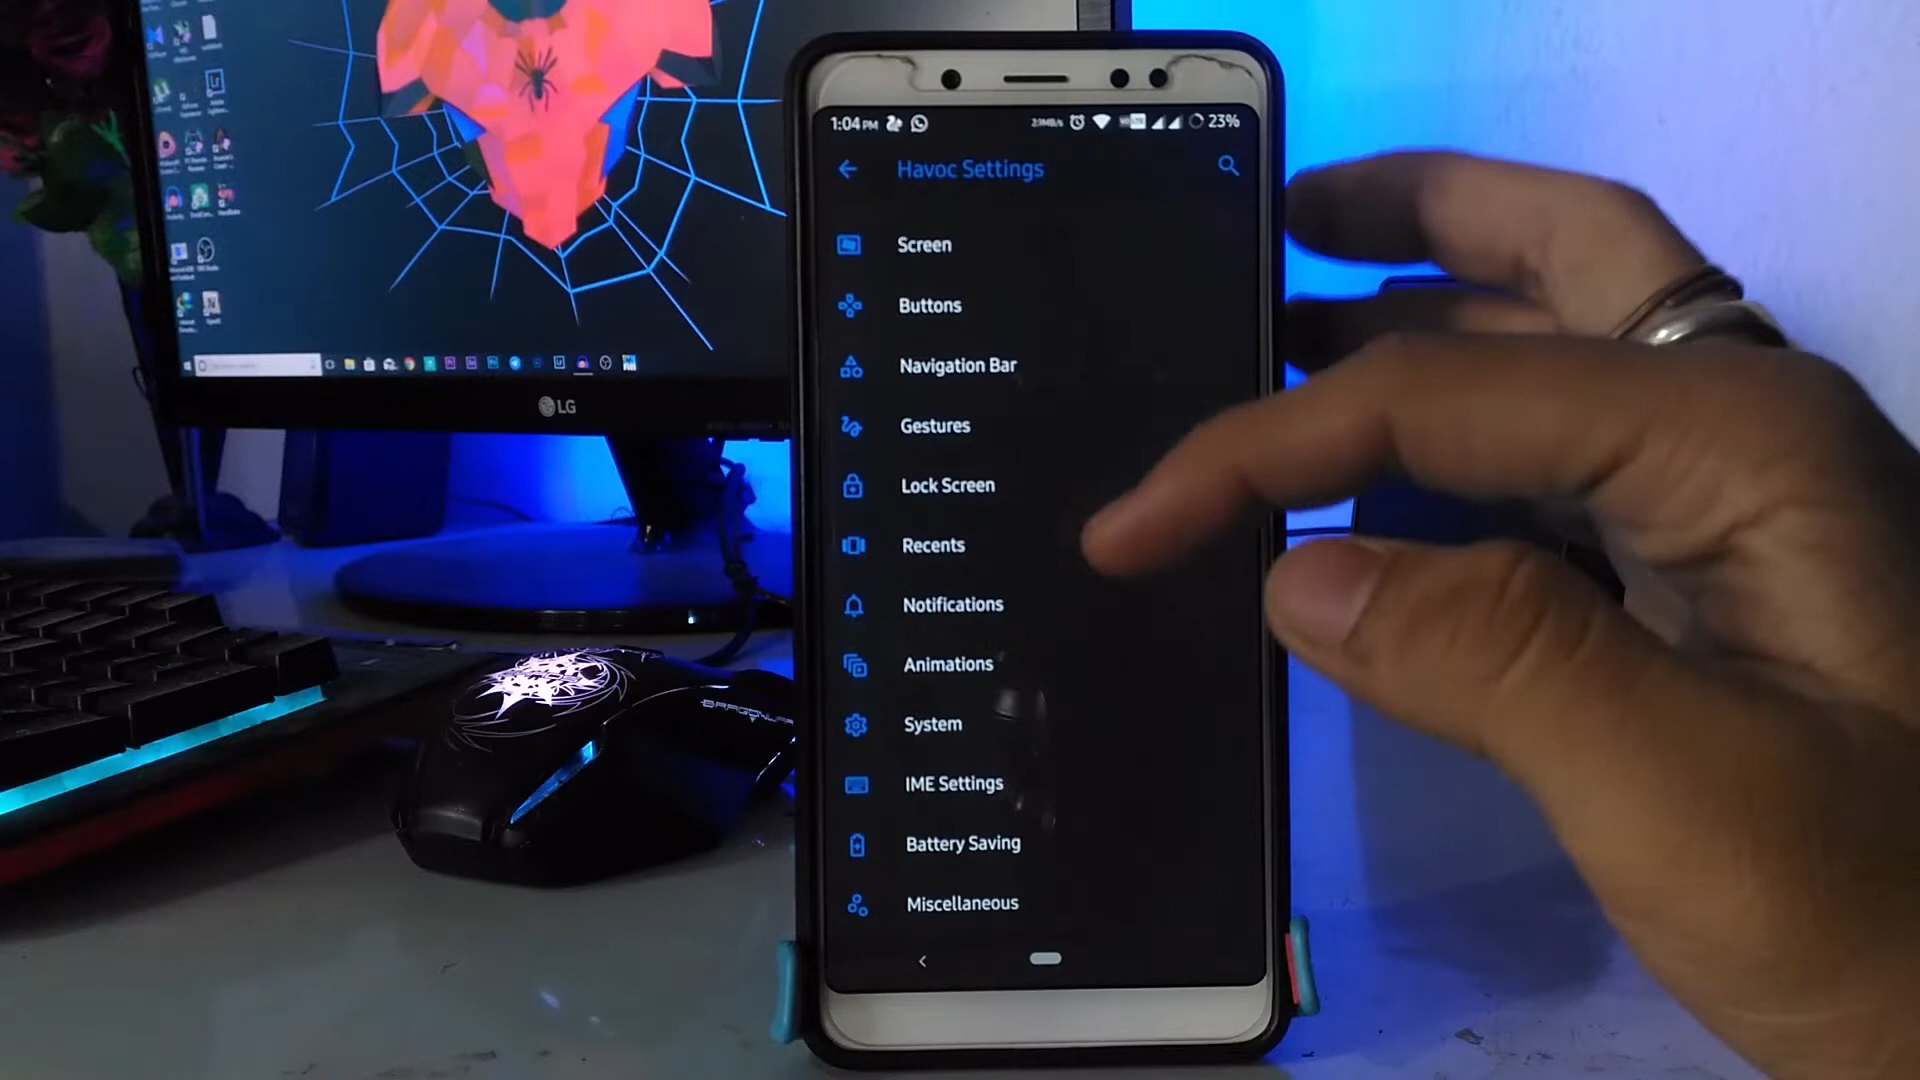 LG
DRAGONWAR
1:04 PM
23%
Havoc Settings
Screen
Buttons
Navigation Bar
Gestures
Lock Screen
Recents
Notifications
Animations
System
IME Settings
Battery Saving
Miscellaneous